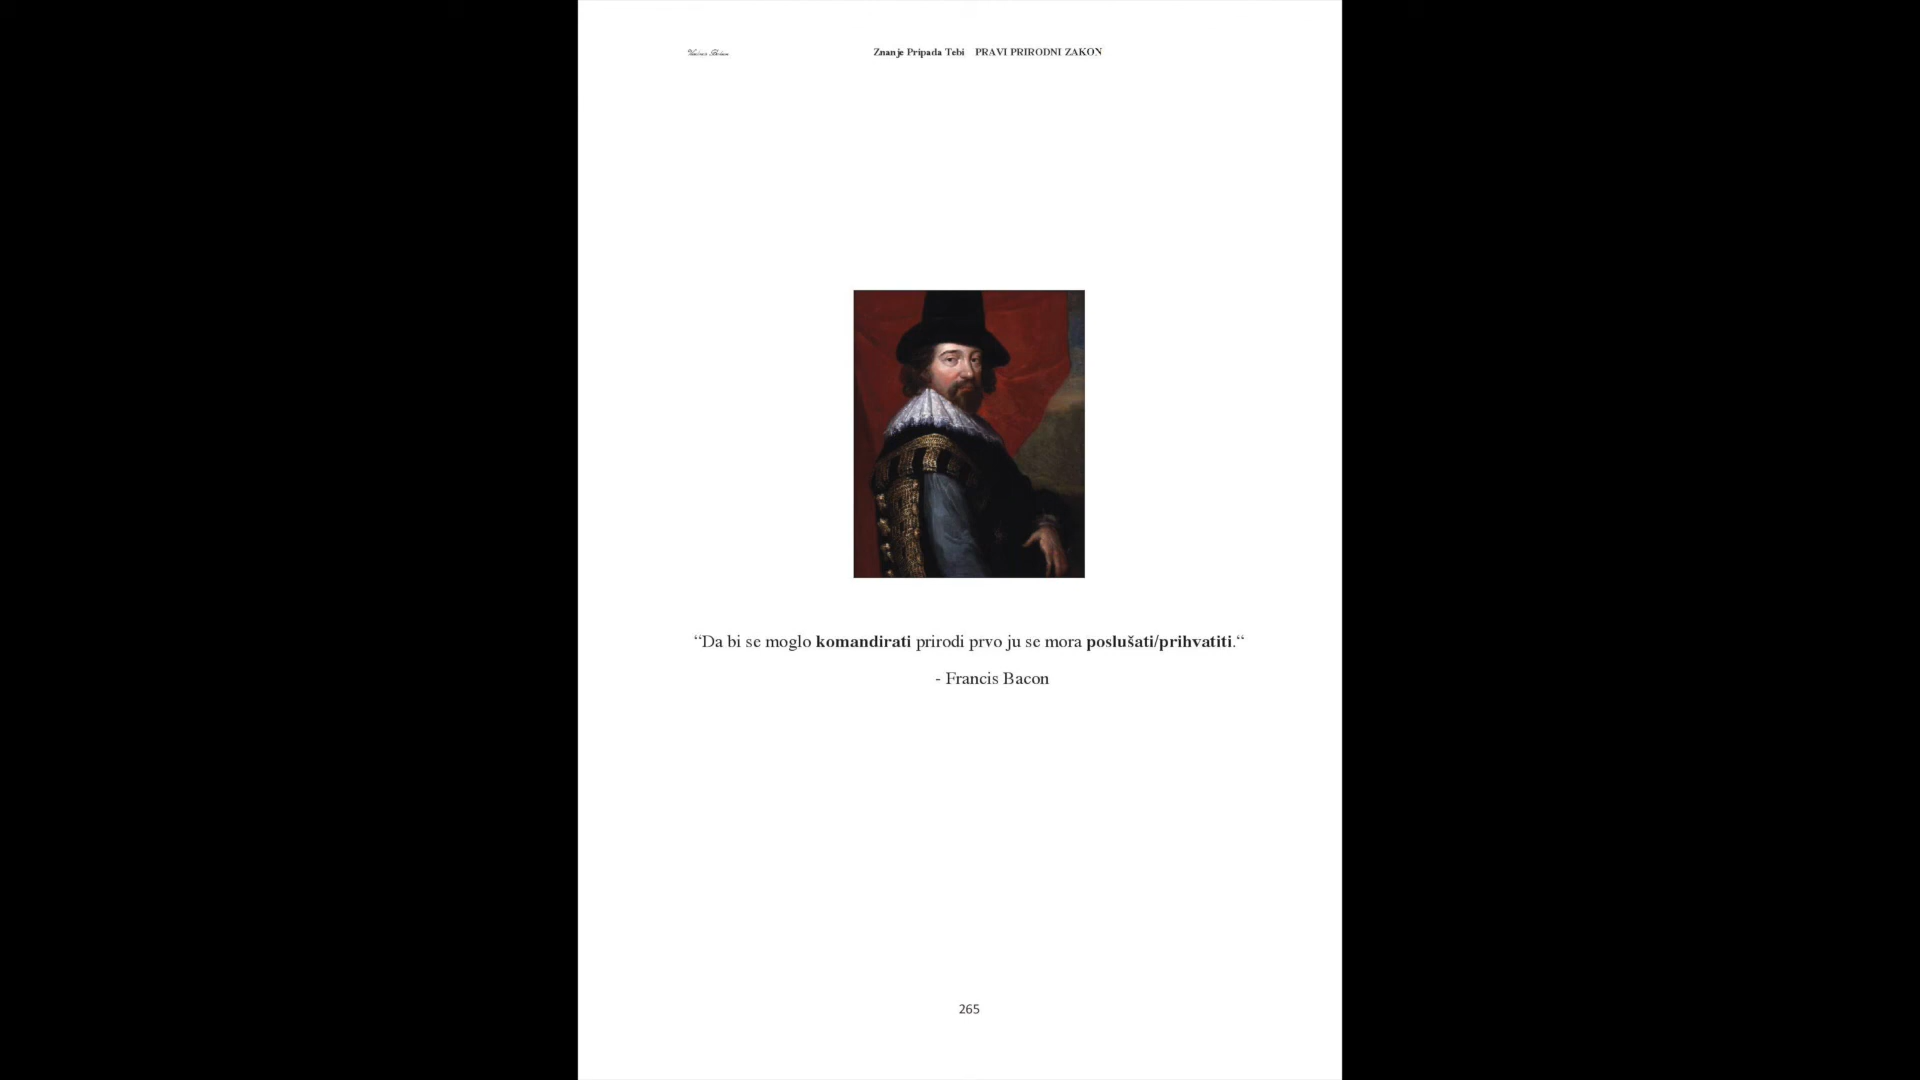 Znanje Pripada Tebi PRAVI PRIRODNI ZAKON
“Da bi se moglo komandirati prirodi prvo ju se mora poslušati/prihvatiti.“
- Francis Bacon
265